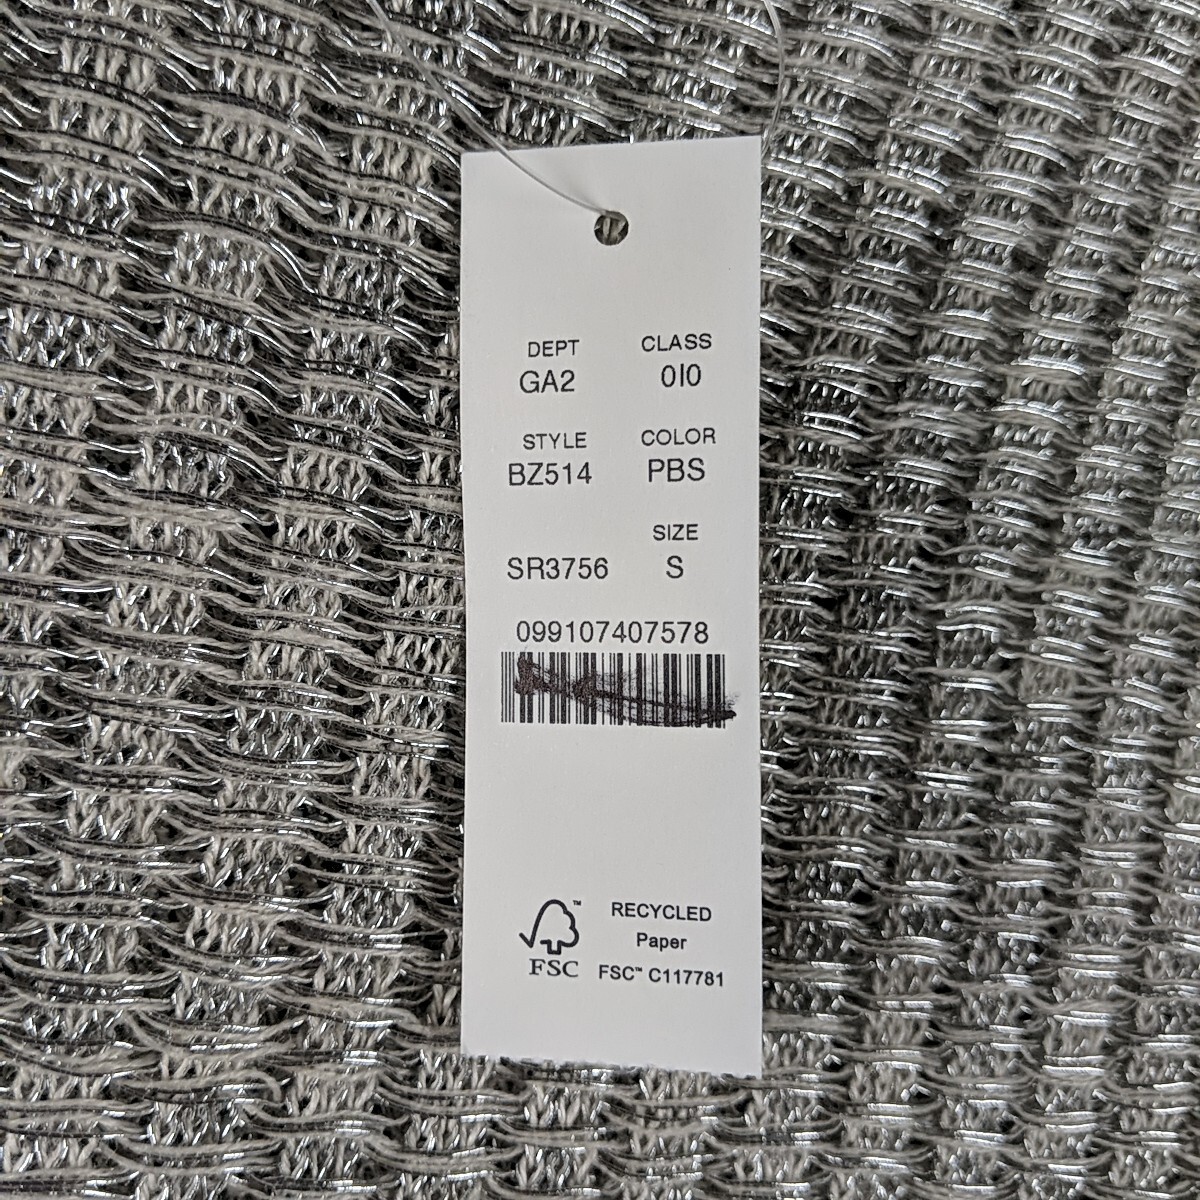 DEPT CLASS
GA2 0I0
STYLE COLOR
BZ514 PBS
SIZE
SR3756 S
099107407578
RECYCLED
Paper
FSC FSC™ C117781